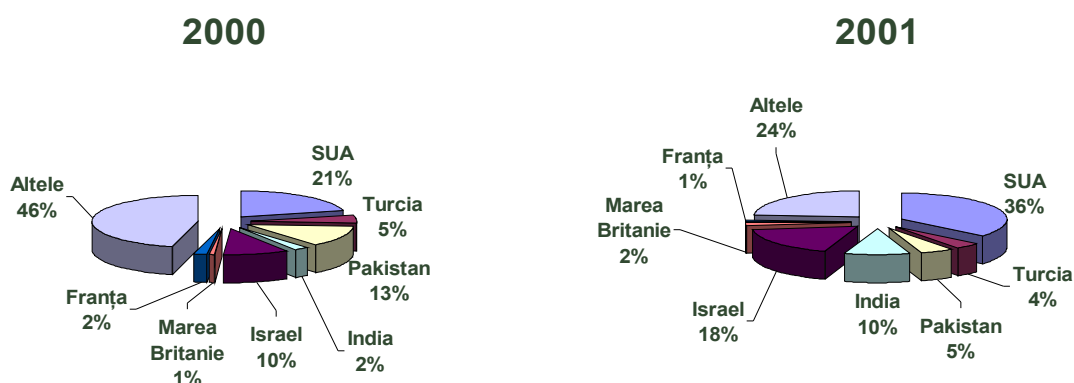 2000
SUA
21%
Turcia
5%
Pakistan
13%
India
2%
Israel
10%
Marea
Britanie
1%
Franța
2%
Altele
46%
2001
SUA
36%
Turcia
4%
Pakistan
5%
India
10%
Israel
18%
Marea
Britanie
2%
Franța
1%
Altele
24%